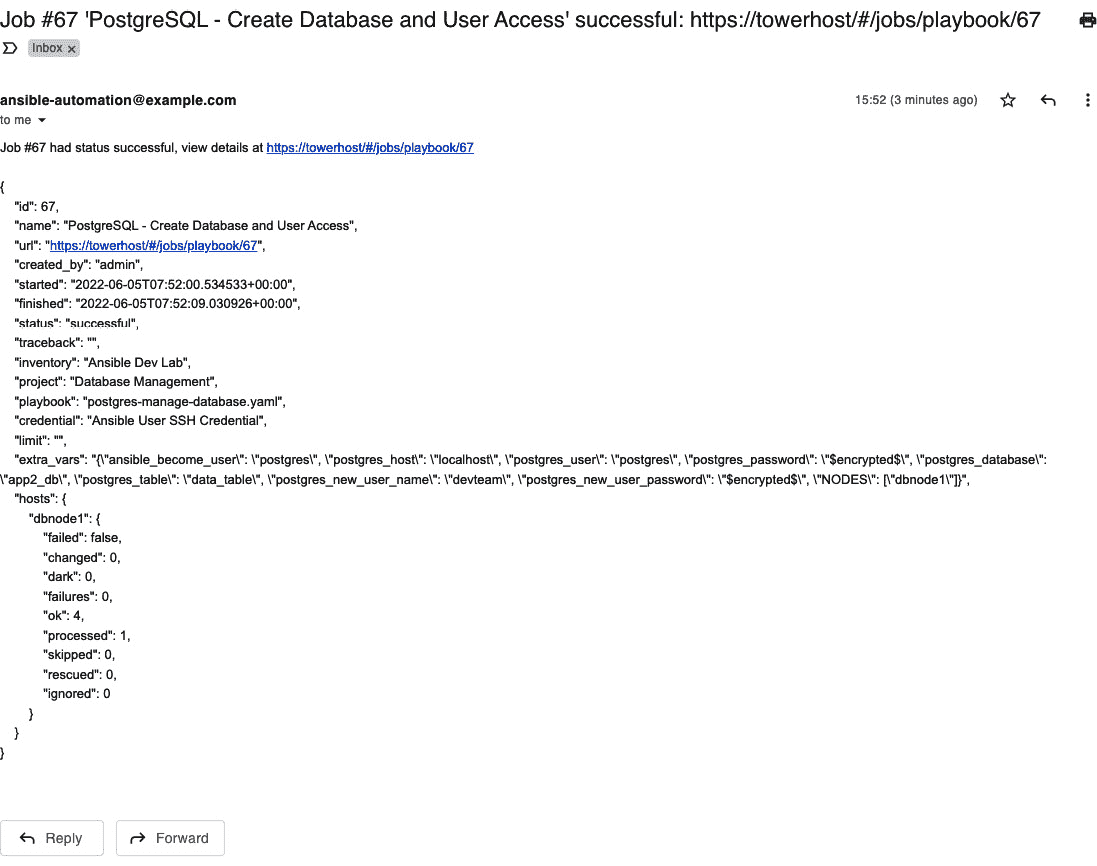 Job #67 'PostgreSQL - Create Database and User Access' successful: https://towerhost/#/jobs/playbook/67
Inbox x
ansible-automation@example.com
15:52 (3 minutes ago)
to me
Job #67 had status successful, view details at https://towerhost/#/jobs/playbook/67
{
"id": 67,
"name": "PostgreSQL - Create Database and User Access",
"url": "https://towerhost/#/jobs/playbook/67",
"created_by": "admin",
"started": "2022-06-05T07:52:00.534533+00:00",
"finished": "2022-06-05T07:52:09.030926+00:00",
"status": "successful",
"traceback": "",
"inventory": "Ansible Dev Lab",
"project": "Database Management",
"playbook": "postgres-manage-database.yaml",
"credential": "Ansible User SSH Credential",
"limit": "",
"extra_vars": "{\"ansible_become_user\": \"postgres\", \"postgres_host\": \"localhost\", \"postgres_user\": \"postgres\", \"postgres_password\": \"$encrypted$\", \"postgres_database\":
\"app2_db\", \"postgres_table\": \"data_table\", \"postgres_new_user_name\": \"devteam\", \"postgres_new_user_password\": \"$encrypted$\", \"NODES\": [\"dbnode1\"]}",
"hosts": {
"dbnode1": {
"failed": false,
"changed": 0,
"dark": 0,
"failures": 0,
"ok": 4,
"processed": 1,
"skipped": 0,
"rescued": 0,
"ignored": 0
}
}
}
Reply
Forward